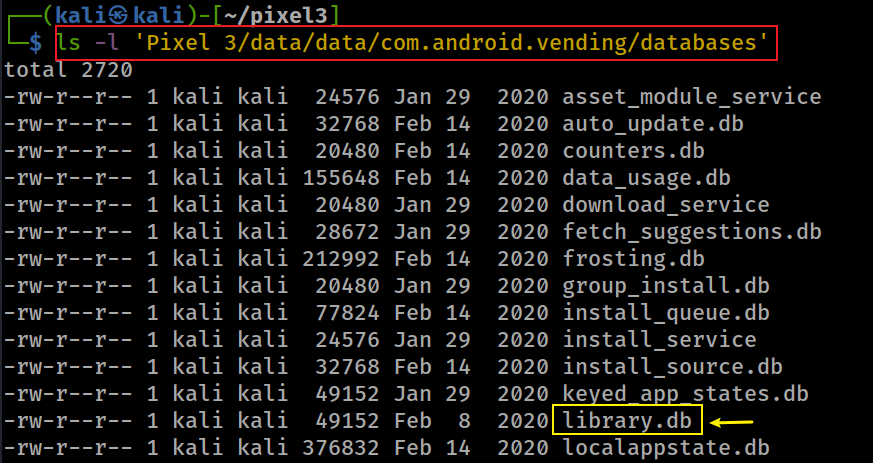 ┌──(kali㉿kali)-[~/pixel3]
└─$ ls -l 'Pixel 3/data/data/com.android.vending/databases'
total 2720
-rw-r--r-- 1 kali kali  24576 Jan 29  2020 asset_module_service
-rw-r--r-- 1 kali kali  32768 Feb 14  2020 auto_update.db
-rw-r--r-- 1 kali kali  20480 Feb 14  2020 counters.db
-rw-r--r-- 1 kali kali 155648 Feb 14  2020 data_usage.db
-rw-r--r-- 1 kali kali  20480 Jan 29  2020 download_service
-rw-r--r-- 1 kali kali  28672 Jan 29  2020 fetch_suggestions.db
-rw-r--r-- 1 kali kali 212992 Feb 14  2020 frosting.db
-rw-r--r-- 1 kali kali  20480 Jan 29  2020 group_install.db
-rw-r--r-- 1 kali kali  77824 Feb 14  2020 install_queue.db
-rw-r--r-- 1 kali kali  24576 Jan 29  2020 install_service
-rw-r--r-- 1 kali kali  32768 Feb 14  2020 install_source.db
-rw-r--r-- 1 kali kali  49152 Jan 29  2020 keyed_app_states.db
-rw-r--r-- 1 kali kali  49152 Feb  8  2020 library.db
-rw-r--r-- 1 kali kali 376832 Feb 14  2020 localappstate.db